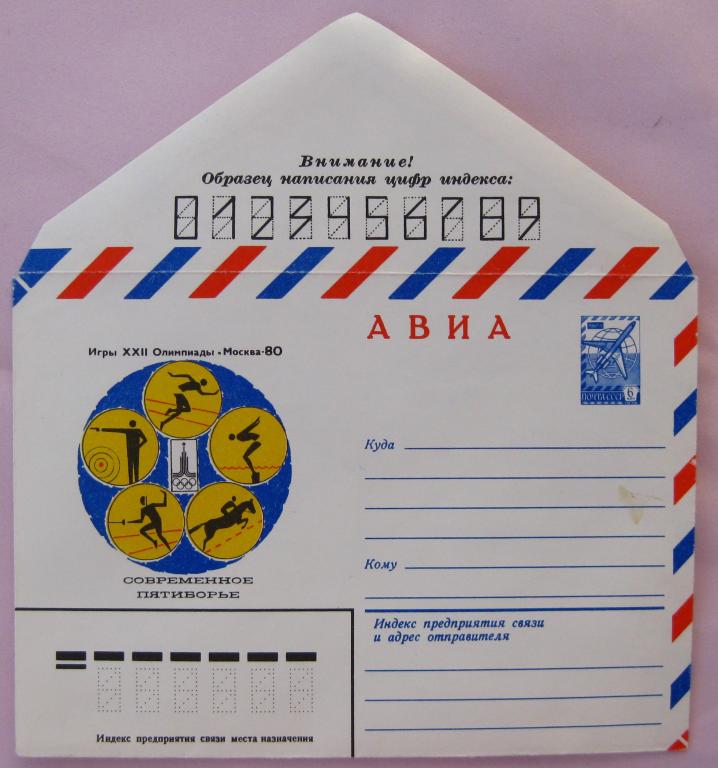 Внимание!
Образец написания цифр индекса:
0123456789
АВИА
Игры XXII Олимпиады • Москва-80
ПОЧТА СССР 6
Куда
СОВРЕМЕННОЕ
ПЯТИБОРЬЕ
Кому
Индекс предприятия связи
и адрес отправителя
Индекс предприятия связи места назначения